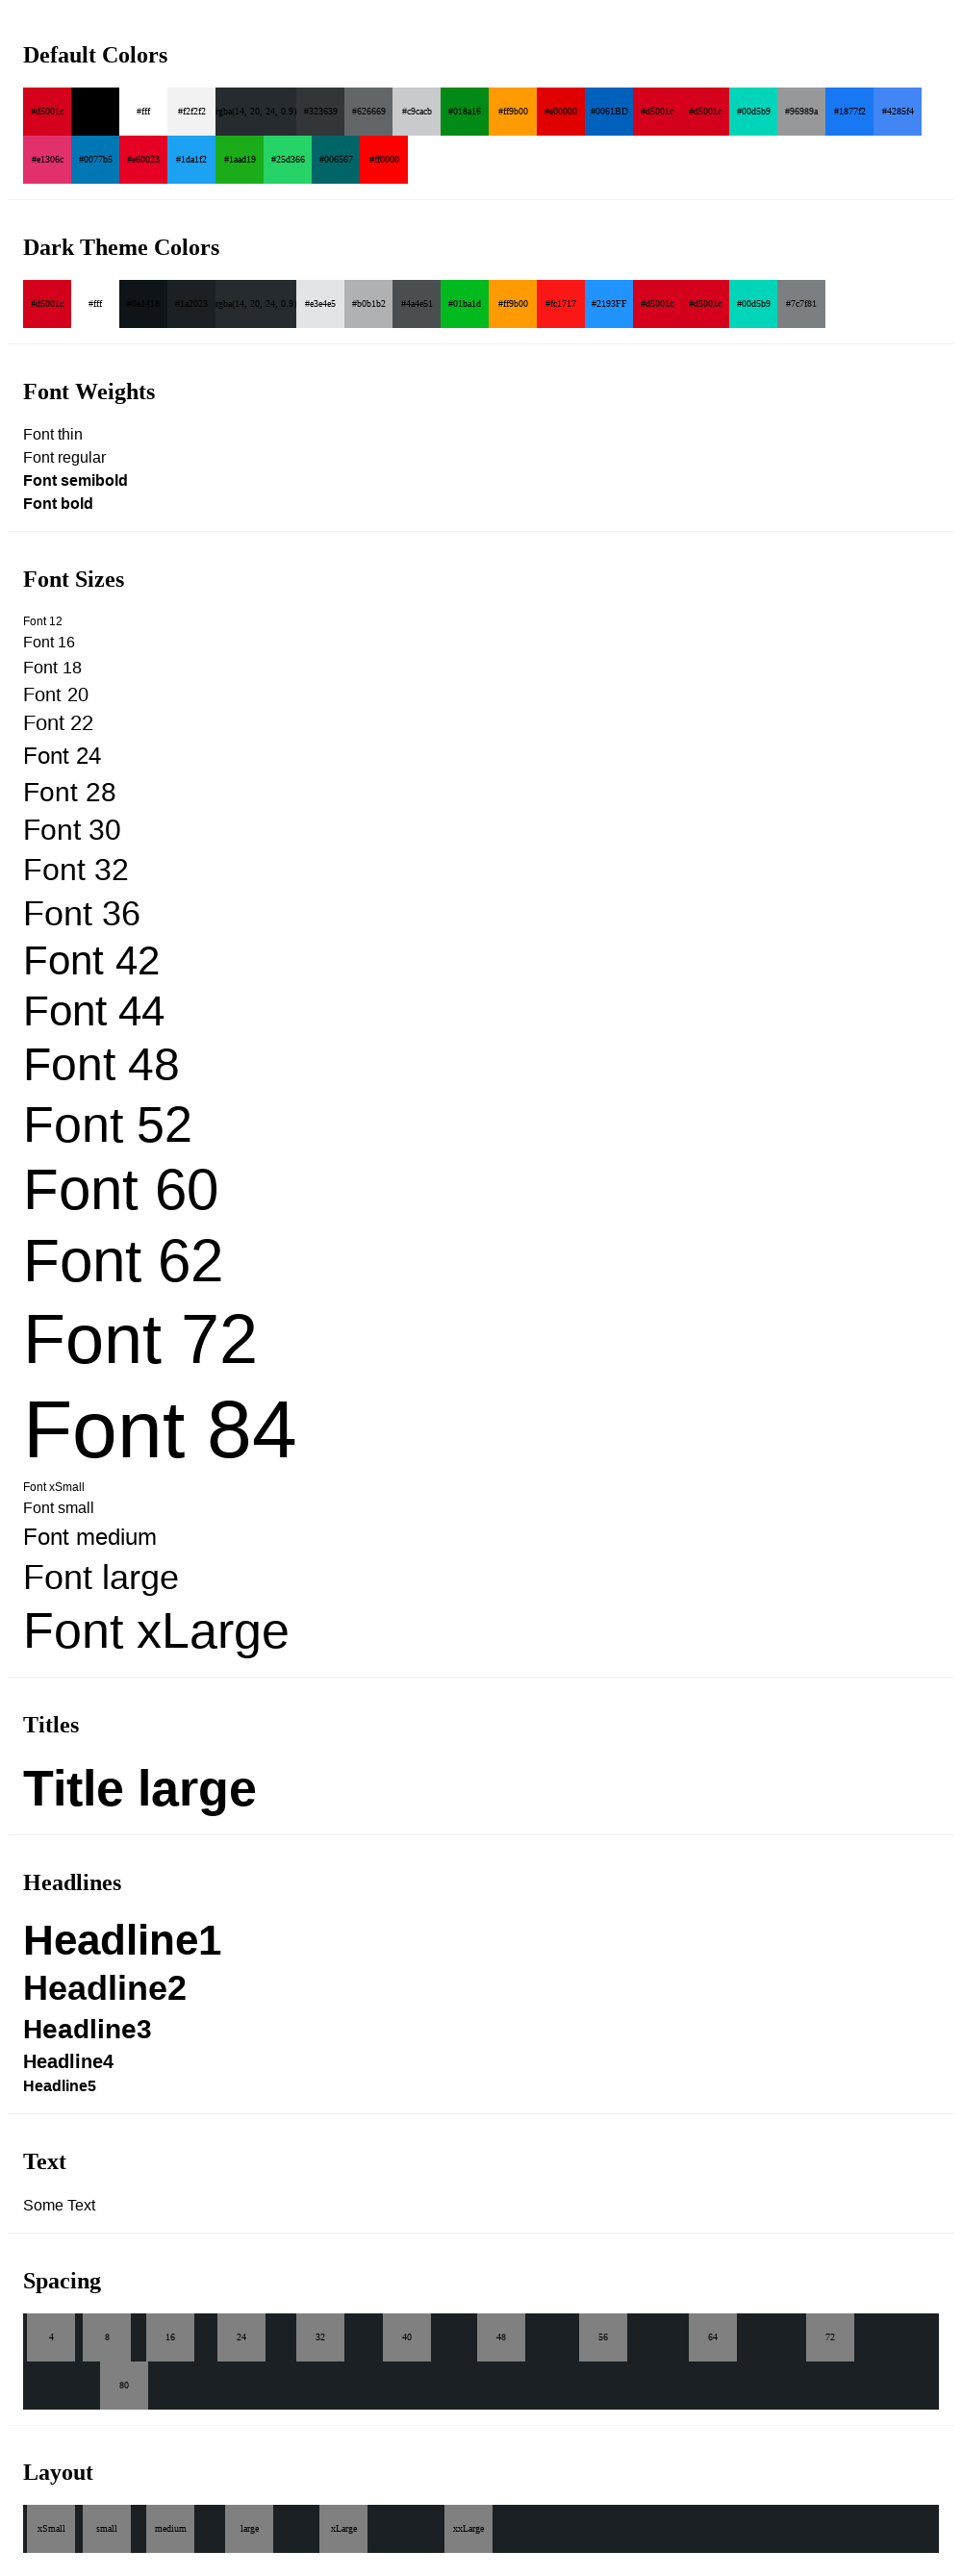 Default Colors
#d5001c #fff #f2f2f2 rgba(14, 20, 24, 0.9) #323639 #626669 #c9cacb #018a16 #ff9b00 #e00000 #0061BD #d5001c #d5001c #00d5b9 #96989a #1877f2 #4285f4
#e1306c #0077b5 #e60023 #1da1f2 #1aad19 #25d366 #006567 #ff0000
Dark Theme Colors
#d5001c #fff #0e1418 #1a2023 rgba(14, 20, 24, 0.9) #e3e4e5 #b0b1b2 #4a4e51 #01ba1d #ff9b00 #fc1717 #2193FF #d5001c #d5001c #00d5b9 #7c7f81
Font Weights
Font thin
Font regular
Font semibold
Font bold
Font Sizes
Font 12
Font 16
Font 18
Font 20
Font 22
Font 24
Font 28
Font 30
Font 32
Font 36
Font 42
Font 44
Font 48
Font 52
Font 60
Font 62
Font 72
Font 84
Font xSmall
Font small
Font medium
Font large
Font xLarge
Titles
Title large
Headlines
Headline1
Headline2
Headline3
Headline4
Headline5
Text
Some Text
Spacing
4 8 16 24 32 40 48 56 64 72
80
Layout
xSmall small medium large xLarge xxLarge